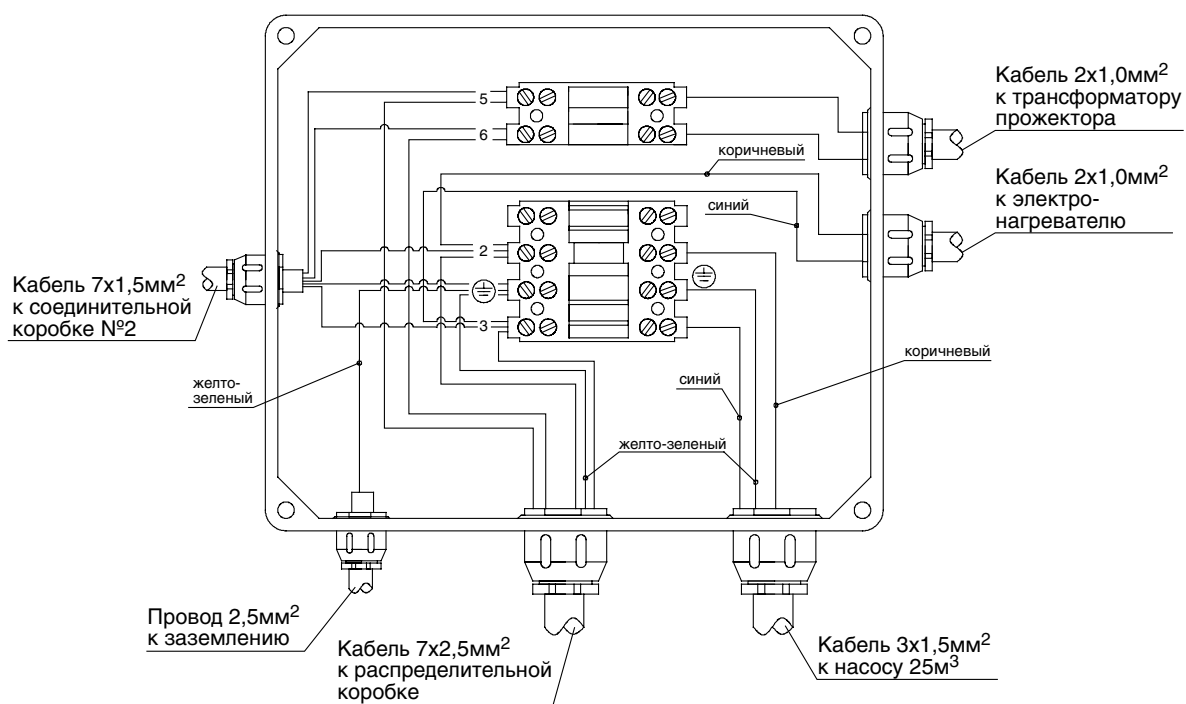 Кабель 2х1,0мм²
к трансформатору
прожектора
5
6
коричневый
Кабель 2х1,0мм²
к электро-
нагревателю
синий
2
Кабель 7х1,5мм²
к соединительной
коробке №2
3
коричневый
желто-
зеленый
синий
желто-зеленый
Провод 2,5мм²
к заземлению
Кабель 7х2,5мм²
к распределительной
коробке
Кабель 3х1,5мм²
к насосу 25м³